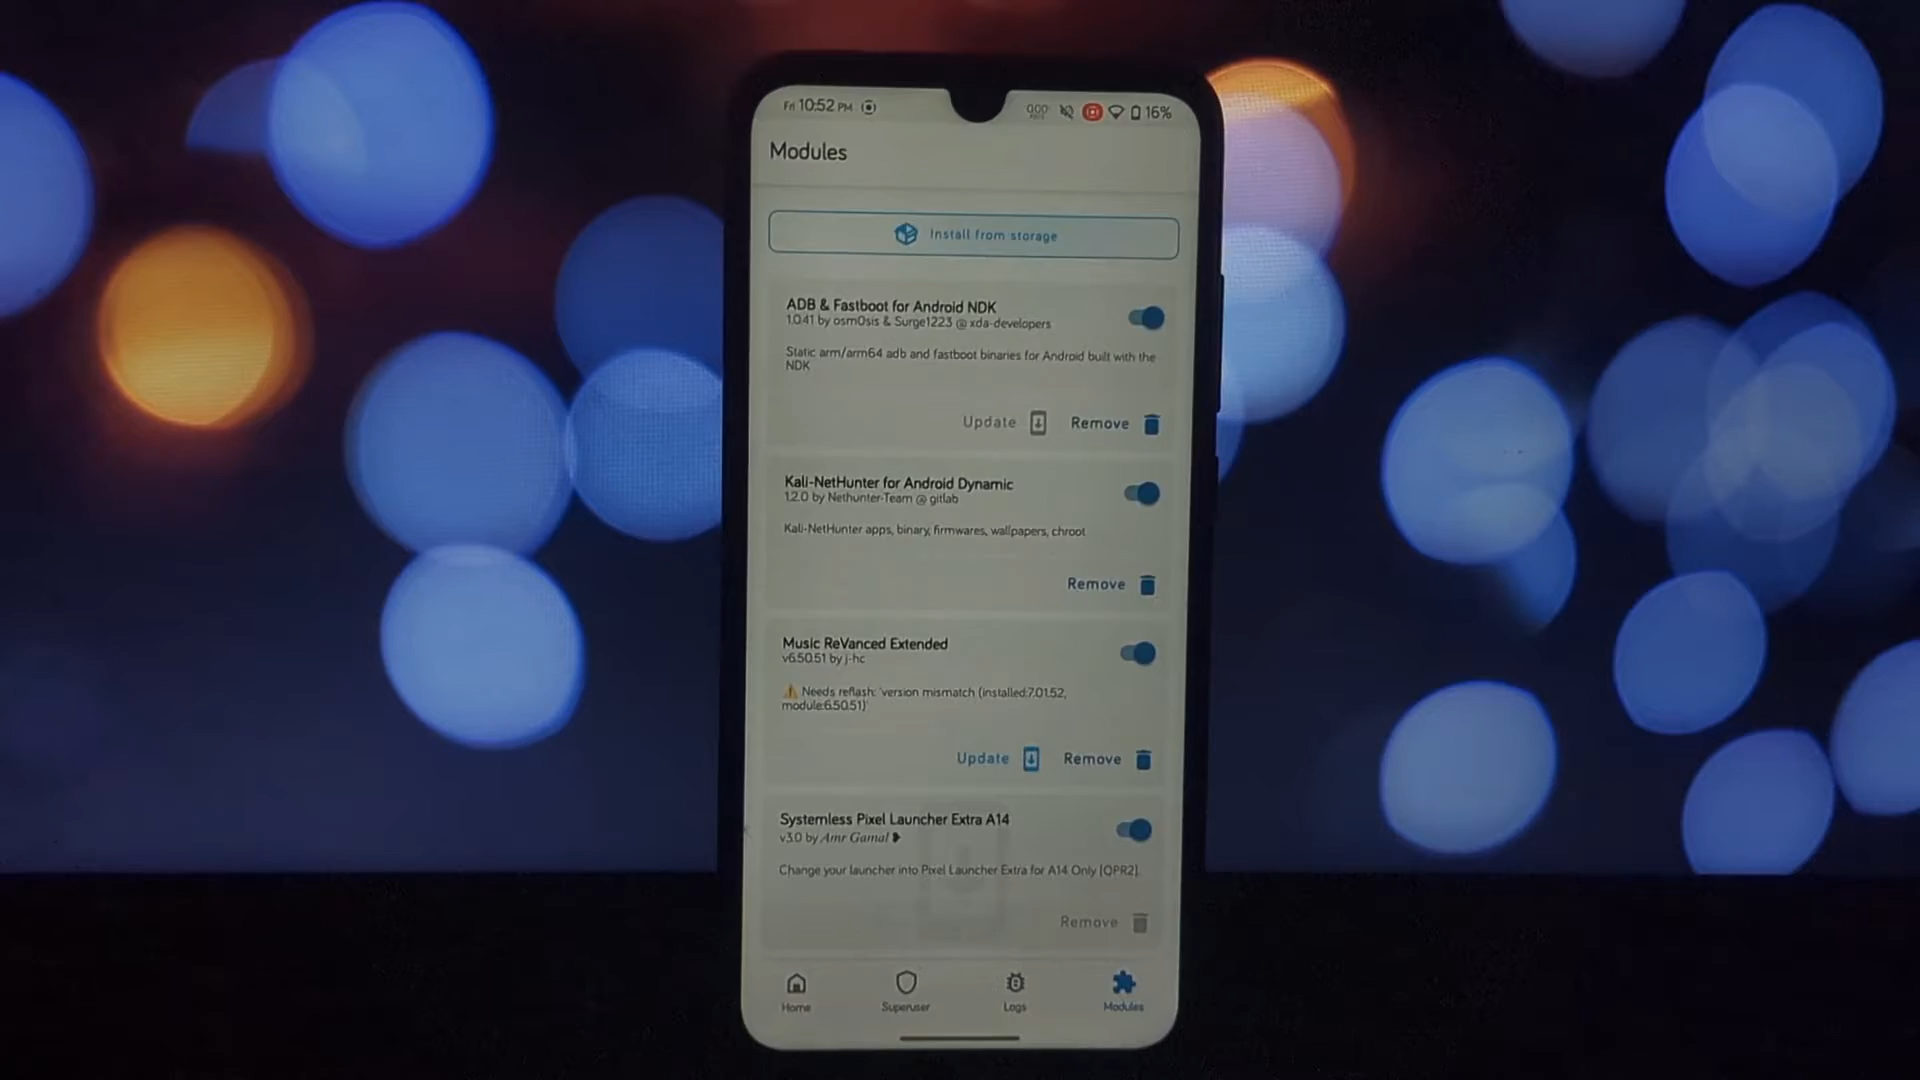 Fri 10:52 PM
16%
Modules
Install from storage
ADB & Fastboot for Android NDK
1.0.41 by osm0sis & Surge1223 @ xda-developers
Static arm/arm64 adb and fastboot binaries for Android built with the
NDK
Update Remove
Kali-NetHunter for Android Dynamic
1.2.0 by Nethunter-Team @ gitlab
Kali-NetHunter apps, binary, firmwares, wallpapers, chroot
Remove
Music ReVanced Extended
v6.50.51 by j-hc
⚠️ Needs reflash: 'version mismatch (installed:7.01.52,
module:6.50.51)'
Update Remove
Systemless Pixel Launcher Extra A14
v3.0 by Amr Gamal
Change your launcher into Pixel Launcher Extra for A14 Only [QPR2].
Remove
Home Superuser Logs Modules